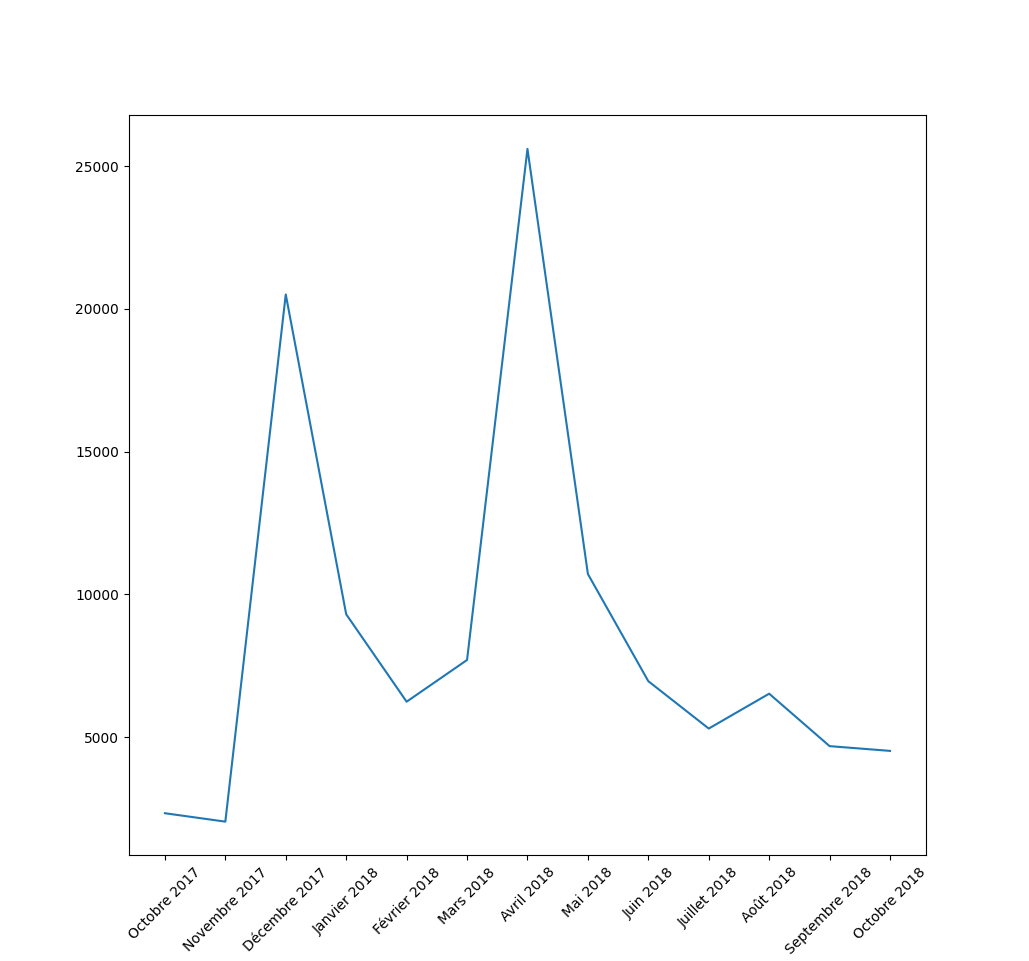 25000
20000
15000
10000
5000
Octobre 2017
Novembre 2017
Décembre 2017
Janvier 2018
Février 2018
Mars 2018
Avril 2018
Mai 2018
Juin 2018
Juillet 2018
Août 2018
Septembre 2018
Octobre 2018